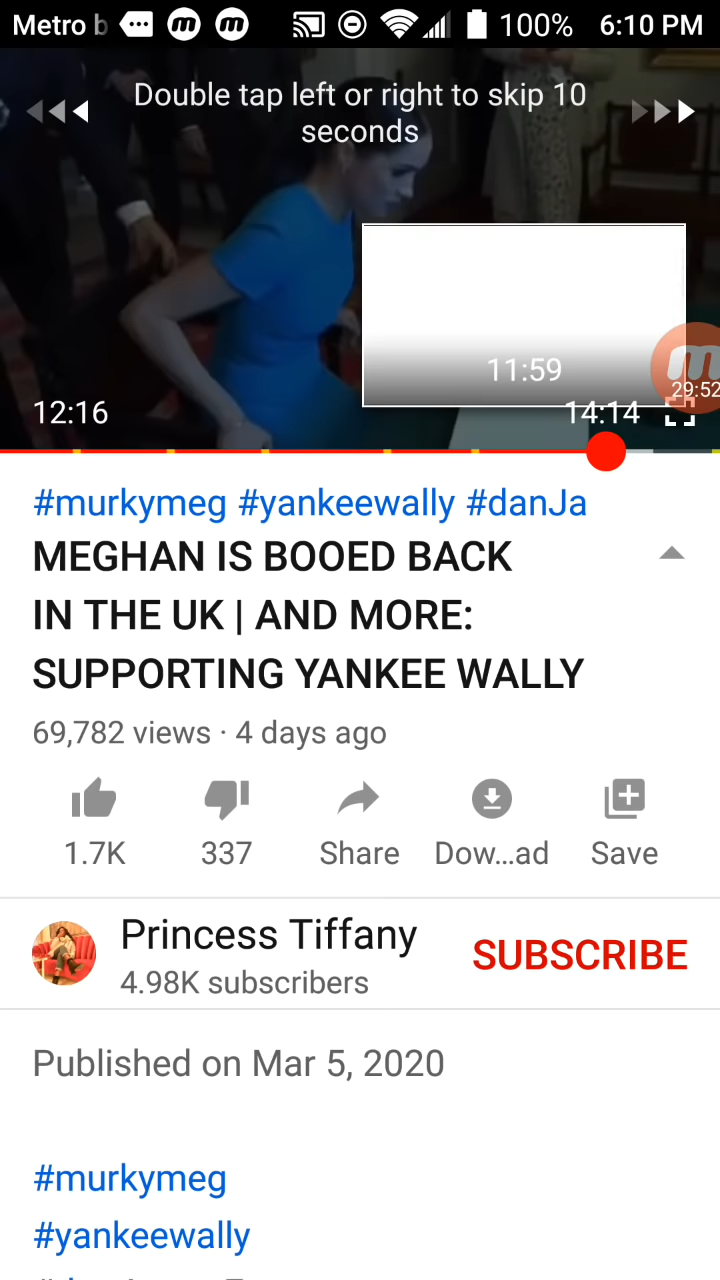 Metro b 100% 6:10 PM
Double tap left or right to skip 10
seconds
11:59
29:52
12:16 14:14
#murkymeg #yankeewally #danJa
MEGHAN IS BOOED BACK
IN THE UK | AND MORE:
SUPPORTING YANKEE WALLY
69,782 views · 4 days ago
1.7K 337 Share Dow...ad Save
Princess Tiffany
4.98K subscribers
SUBSCRIBE
Published on Mar 5, 2020
#murkymeg
#yankeewally